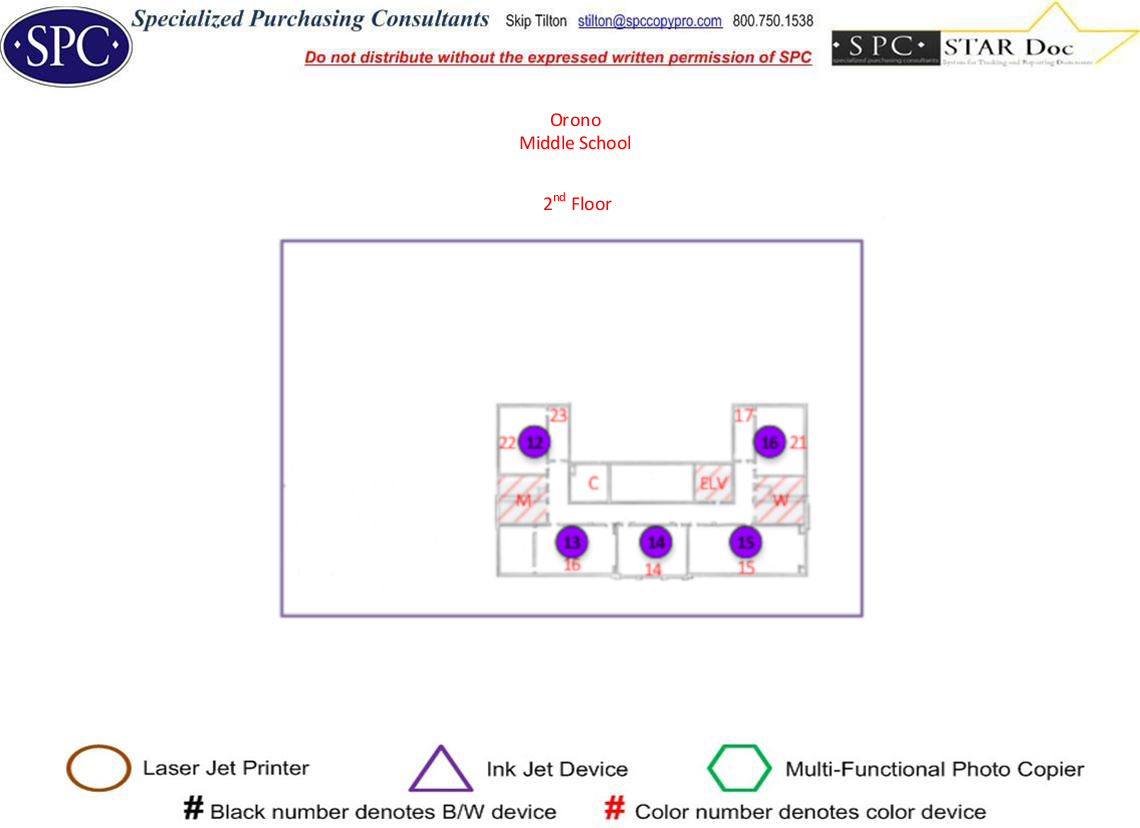 Specialized Purchasing Consultants Skip Tilton stilton@spccopypro.com 800.750.1538
·SPC·
Do not distribute without the expressed written permission of SPC
·SPC· STAR Doc
specialized purchasing consultants System for Tracking and Reporting Documents
Orono
Middle School
2nd Floor
23 17
22 12 16 21
C ELV
M W
13 14 15
16 14 15
Laser Jet Printer Ink Jet Device Multi-Functional Photo Copier
# Black number denotes B/W device # Color number denotes color device